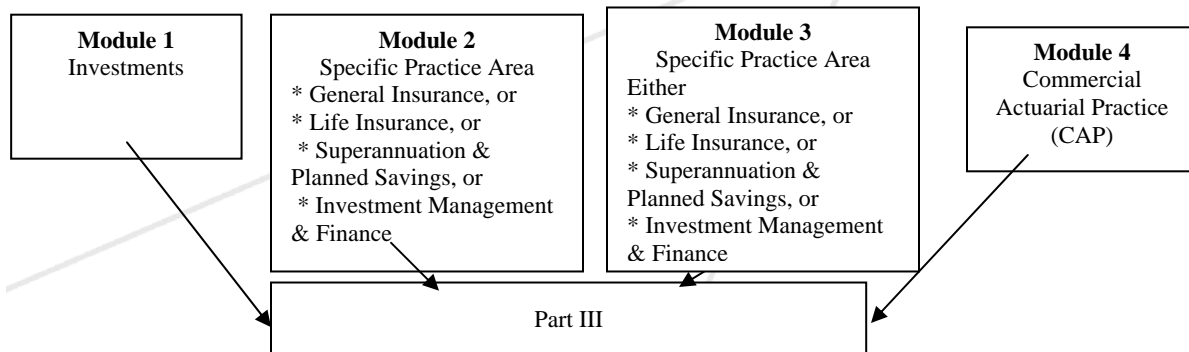 Module 1
Investments
Module 2
Specific Practice Area
* General Insurance, or
* Life Insurance, or
* Superannuation &
Planned Savings, or
* Investment Management
& Finance
Module 3
Specific Practice Area
Either
* General Insurance, or
* Life Insurance, or
* Superannuation &
Planned Savings, or
* Investment Management
& Finance
Module 4
Commercial
Actuarial Practice
(CAP)
Part III